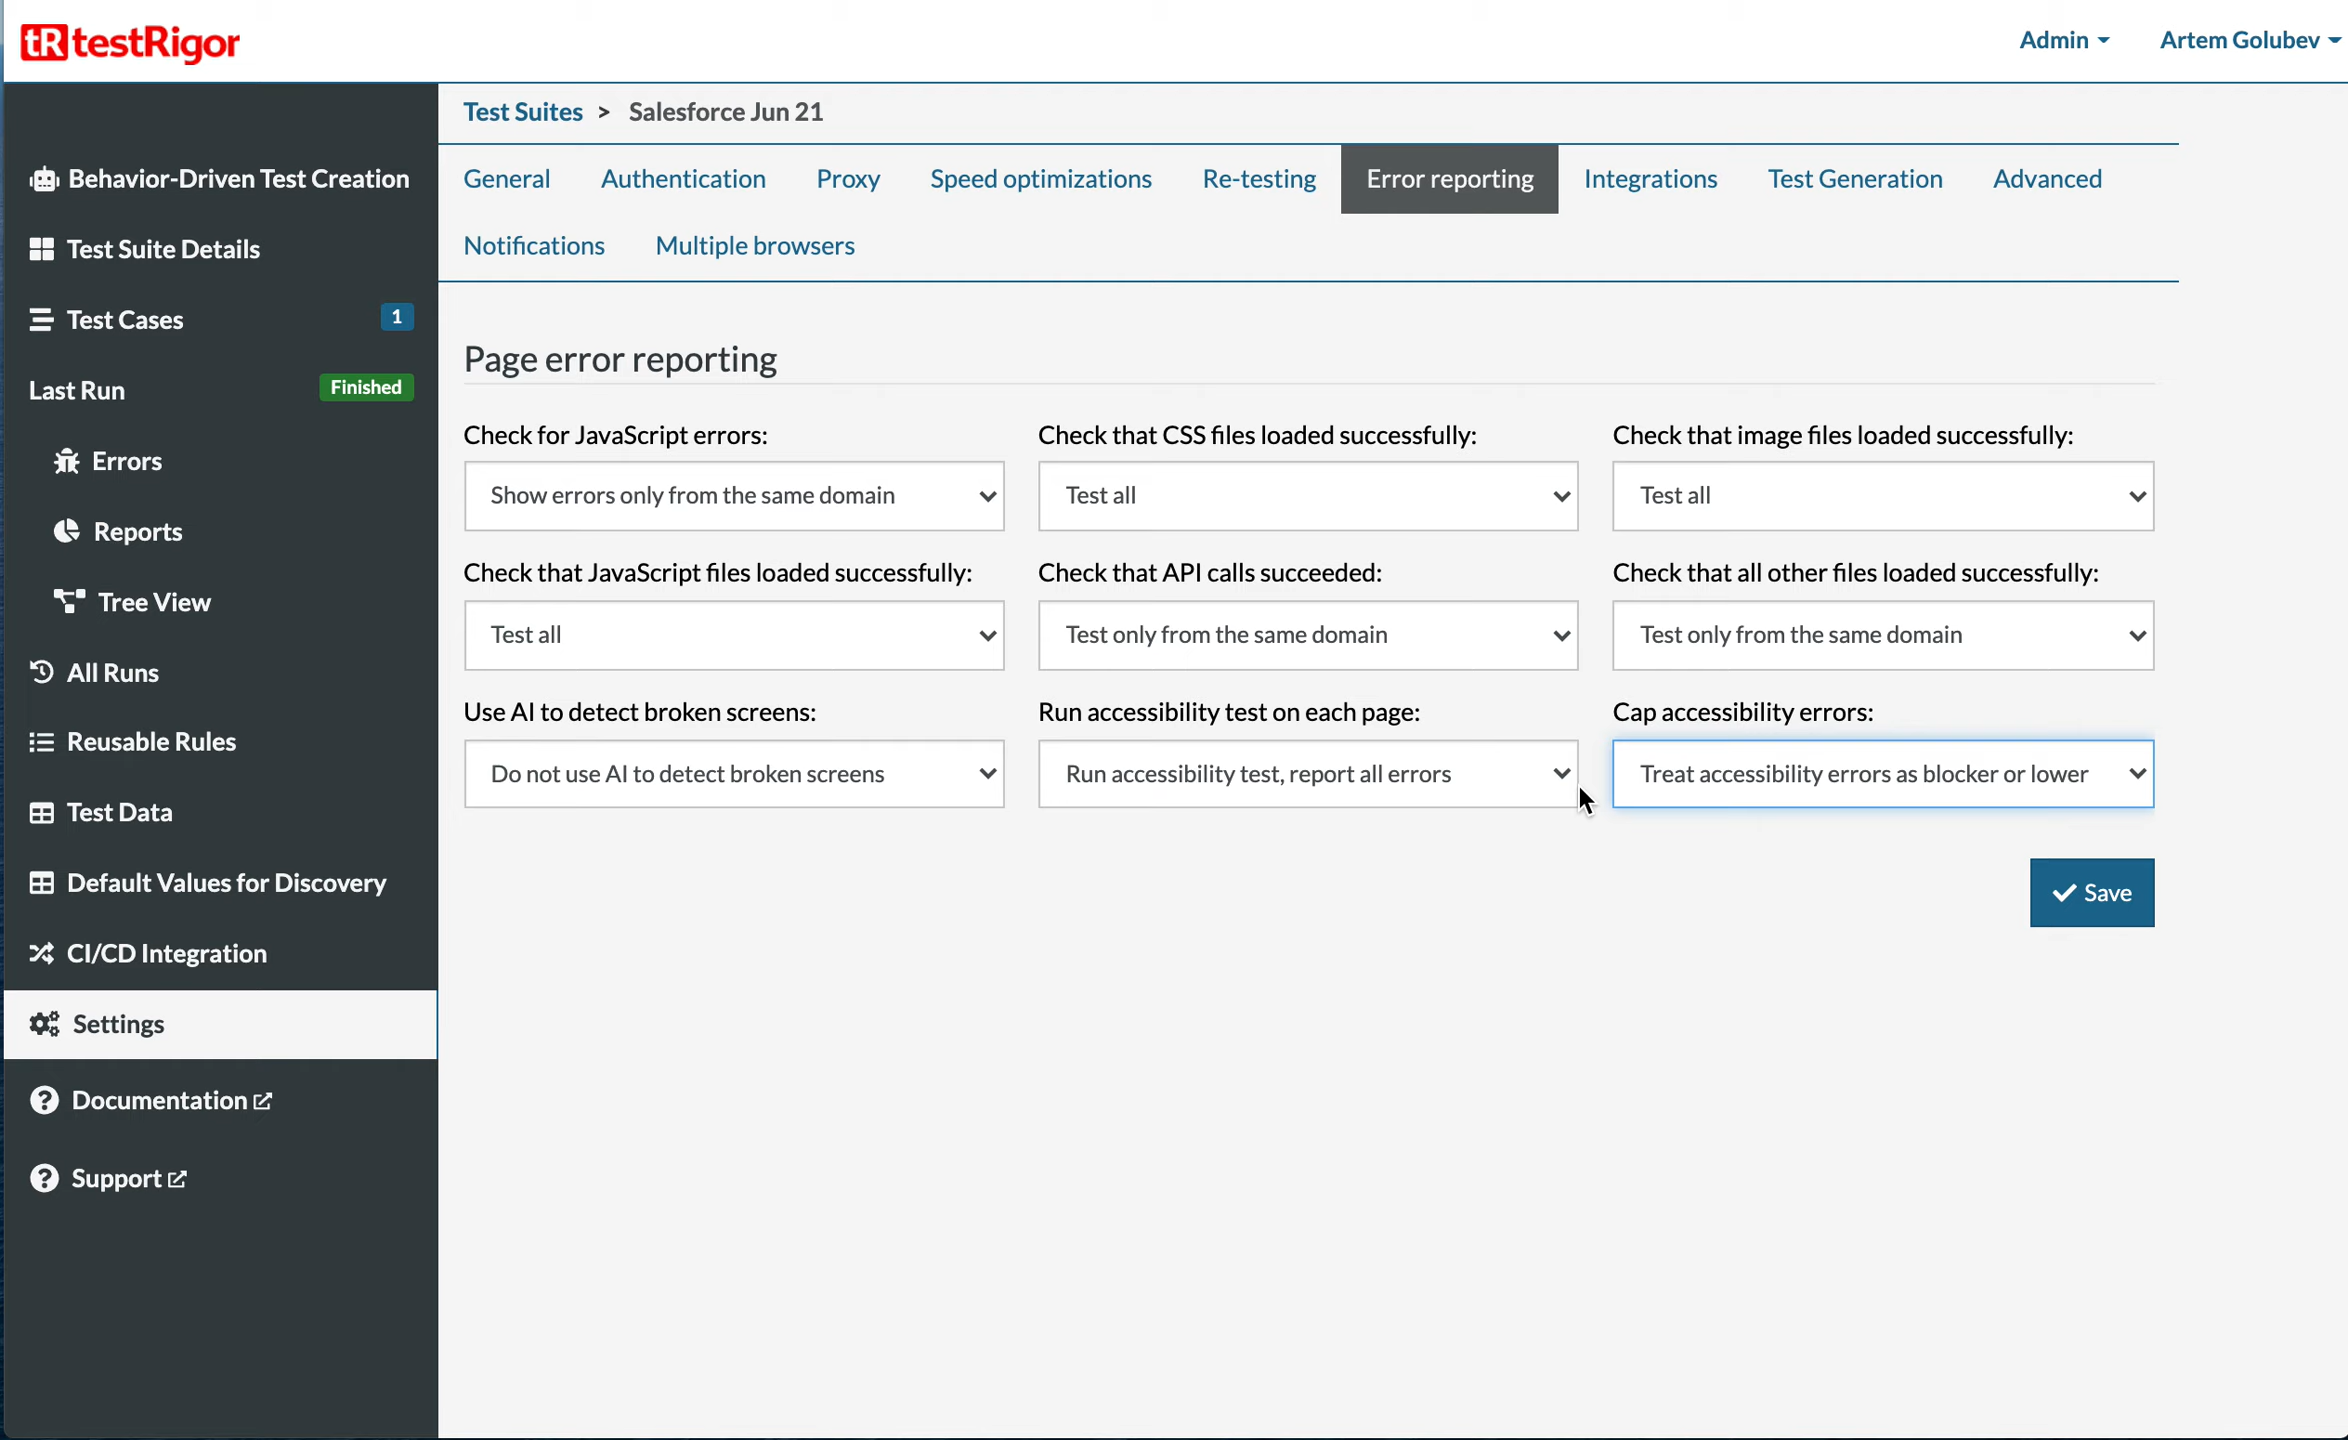 tR testRigor
Admin
Artem Golubev
Behavior-Driven Test Creation
Test Suite Details
Test Cases 1
Last Run Finished
Errors
Reports
Tree View
All Runs
Reusable Rules
Test Data
Default Values for Discovery
CI/CD Integration
Settings
Documentation
Support
Test Suites > Salesforce Jun 21
General Authentication Proxy Speed optimizations Re-testing Error reporting Integrations Test Generation Advanced
Notifications Multiple browsers
Page error reporting
Check for JavaScript errors:
Show errors only from the same domain
Check that CSS files loaded successfully:
Test all
Check that image files loaded successfully:
Test all
Check that JavaScript files loaded successfully:
Test all
Check that API calls succeeded:
Test only from the same domain
Check that all other files loaded successfully:
Test only from the same domain
Use AI to detect broken screens:
Do not use AI to detect broken screens
Run accessibility test on each page:
Run accessibility test, report all errors
Cap accessibility errors:
Treat accessibility errors as blocker or lower
Save